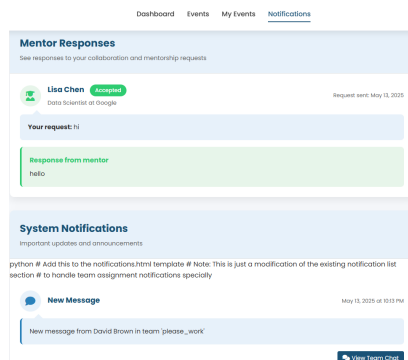 Dashboard Events My Events Notifications
Mentor Responses
See responses to your collaboration and mentorship requests
Lisa Chen Accepted
Request sent: May 13, 2025
Data Scientist at Google
Your request: hi
Response from mentor
hello
System Notifications
Important updates and announcements
python # Add this to the notifications.html template # Note: This is just a modification of the existing notification list
section # to handle team assignment notifications specially
New Message
May 13, 2025 at 10:13 PM
New message from David Brown in team 'please_work'
View Team Chat